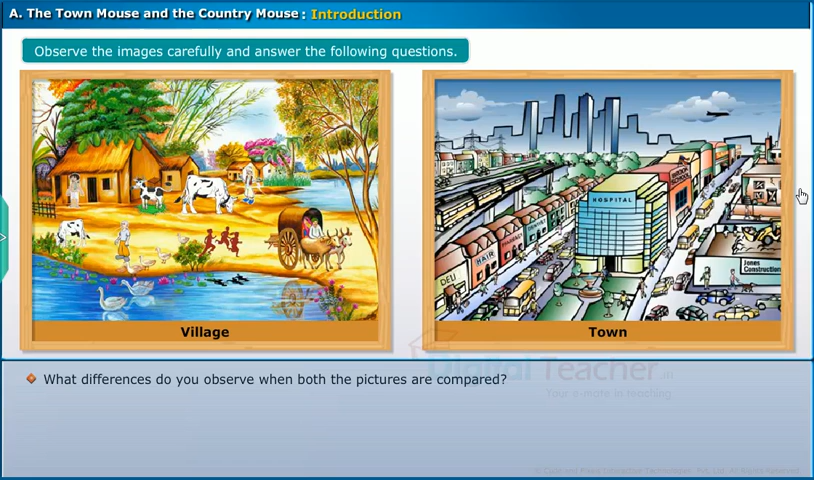 A. The Town Mouse and the Country Mouse : Introduction
Observe the images carefully and answer the following questions.
HOSPITAL
DELI
HAIR
PHARMACY
Jones
Construction
Village
Town
What differences do you observe when both the pictures are compared?
Digital Teacher.in
Your e-mate in teaching